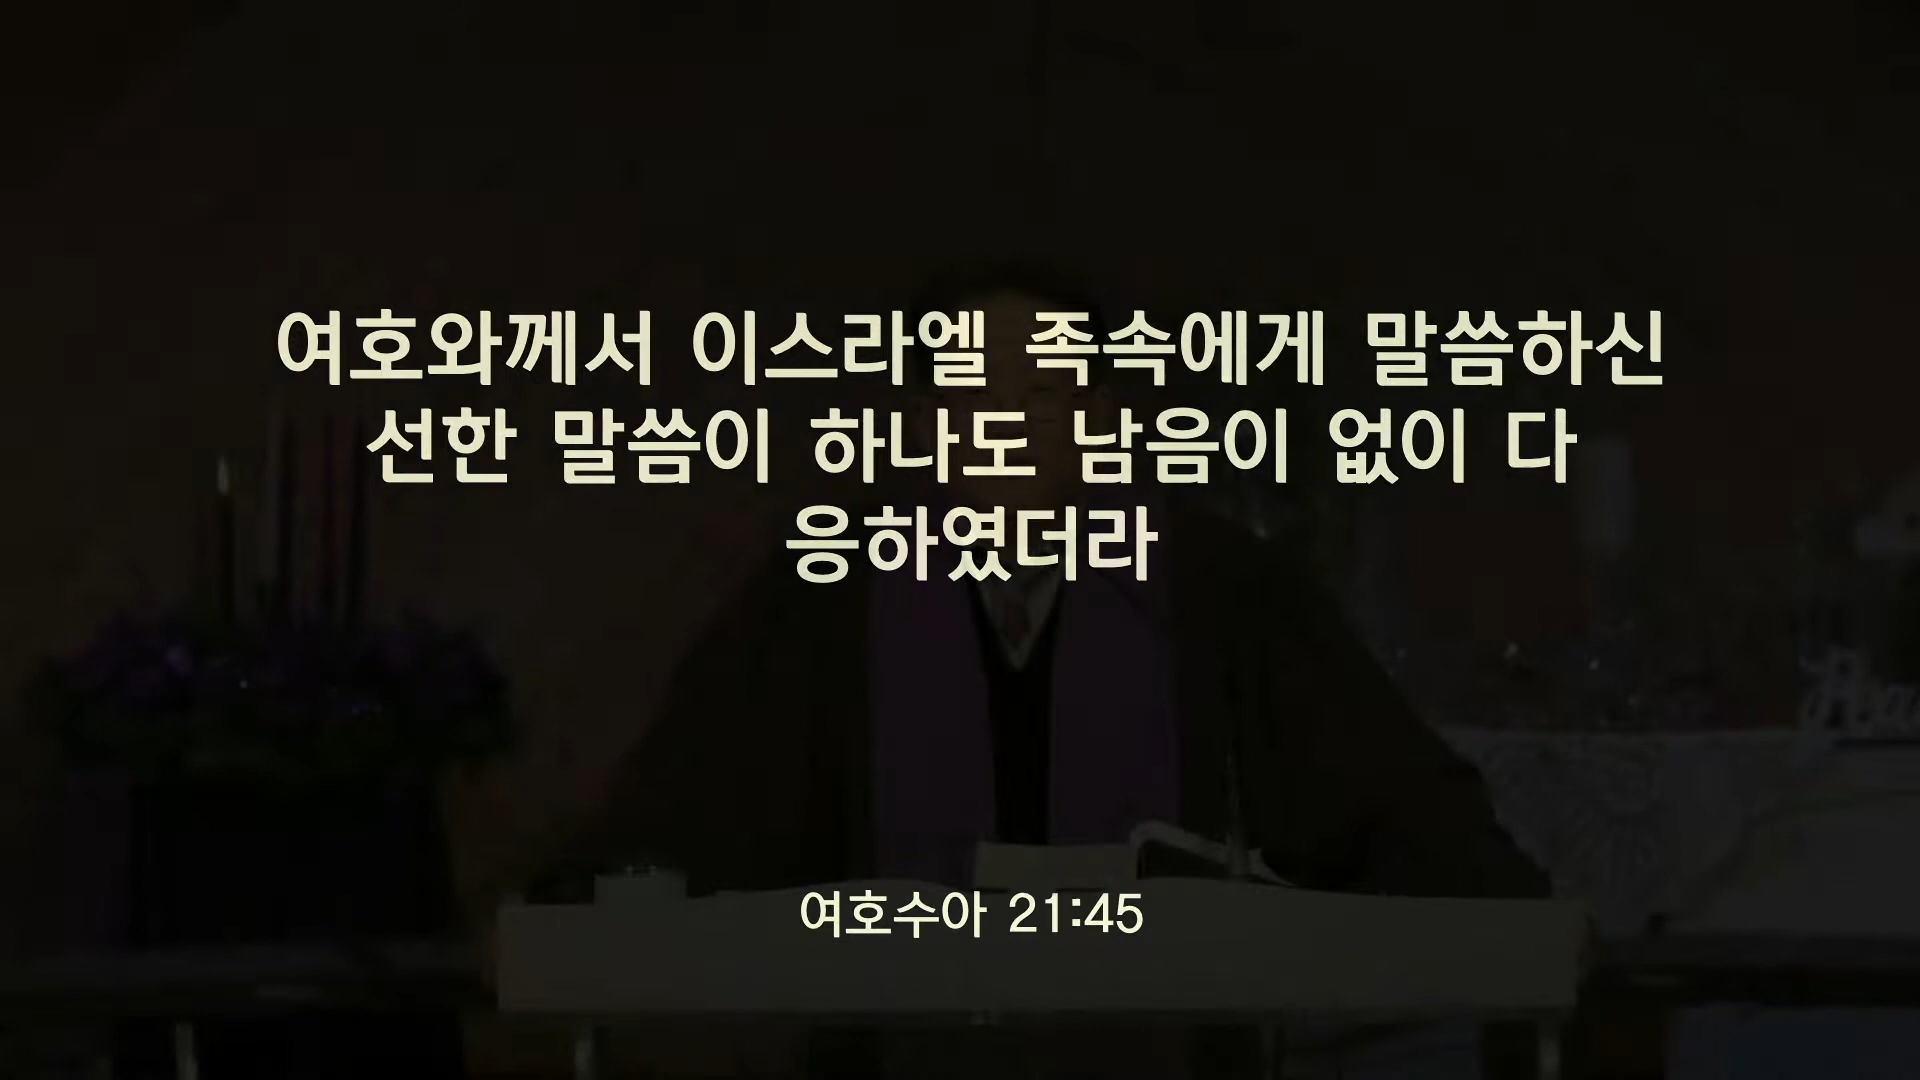 여호와께서 이스라엘 족속에게 말씀하신
선한 말씀이 하나도 남음이 없이 다
응하였더라
여호수아 21:45